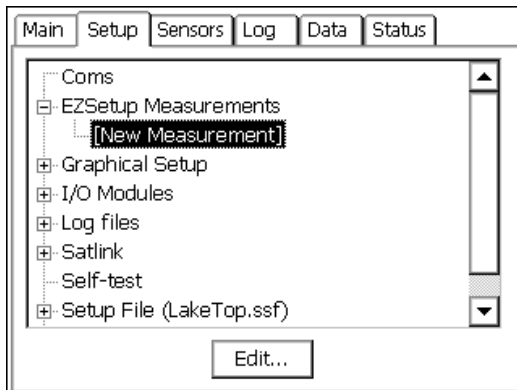 Main Setup Sensors Log Data Status
Coms
EZSetup Measurements
[New Measurement]
Graphical Setup
I/O Modules
Log files
Satlink
Self-test
Setup File (LakeTop.ssf)
Edit...